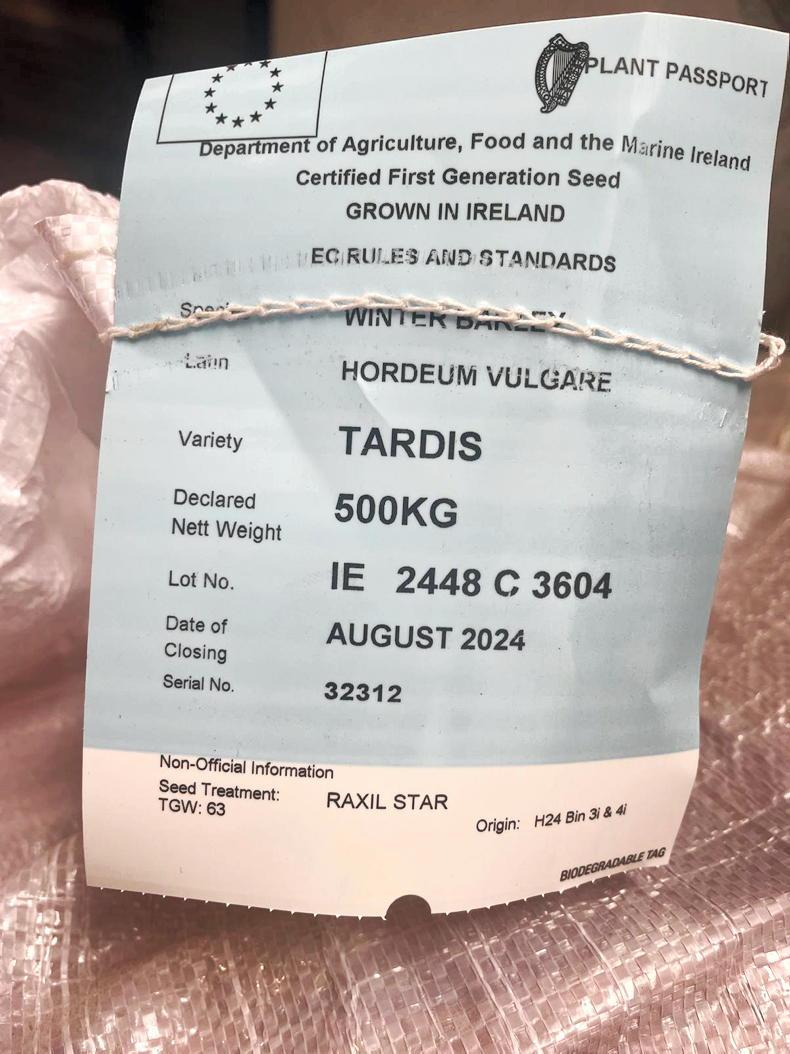 PLANT PASSPORT
Department of Agriculture, Food and the Marine Ireland
Certified First Generation Seed
GROWN IN IRELAND
EC RULES AND STANDARDS
WINTER BARLEY
Latin HORDEUM VULGARE
Variety TARDIS
Declared
Nett Weight 500KG
Lot No. IE 2448 C 3604
Date of
Closing AUGUST 2024
Serial No. 32312
Non-Official Information
Seed Treatment: RAXIL STAR
TGW: 63
Origin: H24 Bin 3i & 4i
BIODEGRADABLE TAG